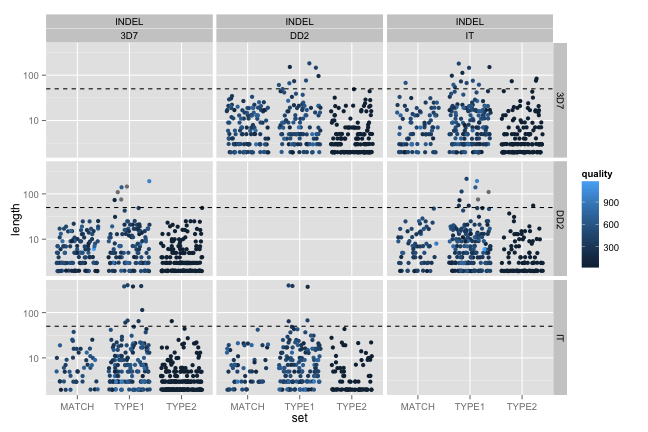 INDEL INDEL INDEL
3D7 DD2 IT
100
10
3D7
100
10
DD2
100
10
IT
length
quality
900
600
300
MATCH TYPE1 TYPE2 MATCH TYPE1 TYPE2 MATCH TYPE1 TYPE2
set